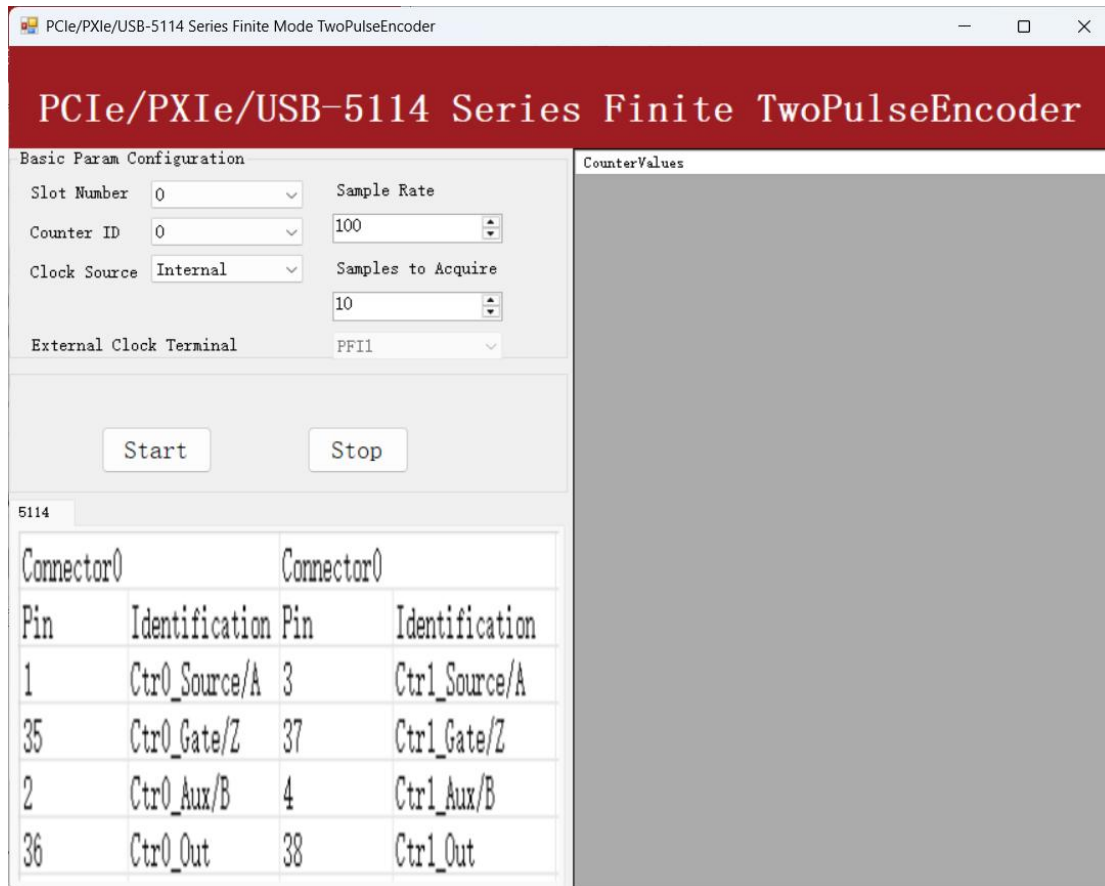 PCIe/PXIe/USB-5114 Series Finite Mode TwoPulseEncoder
PCIe/PXIe/USB-5114 Series Finite TwoPulseEncoder
Basic Param Configuration
Slot Number 0
Sample Rate
Counter ID 0
100
Clock Source Internal
Samples to Acquire
10
External Clock Terminal PFI1
Start Stop
CounterValues
5114
Connector0 Connector0
Pin Identification Pin Identification
1 Ctr0_Source/A 3 Ctr1_Source/A
35 Ctr0_Gate/Z 37 Ctr1_Gate/Z
2 Ctr0_Aux/B 4 Ctr1_Aux/B
36 Ctr0_Out 38 Ctr1_Out